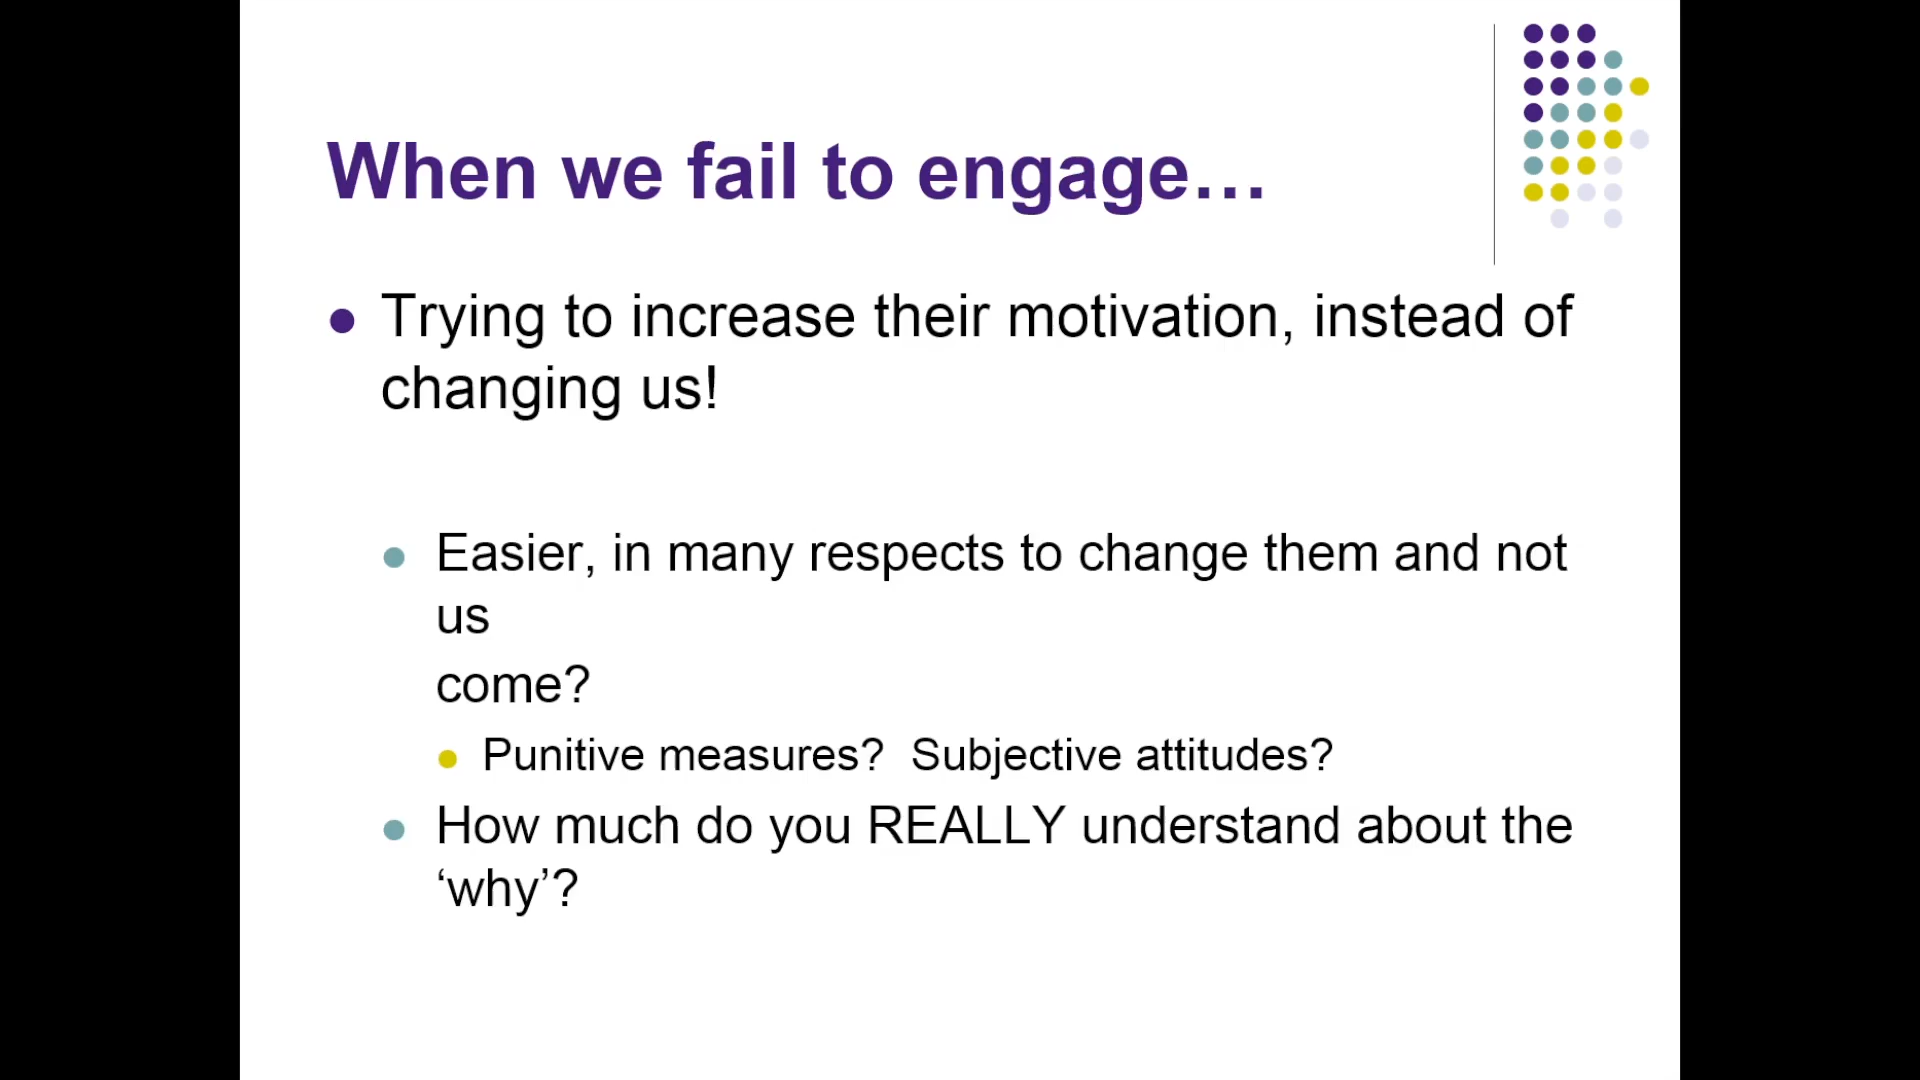 When we fail to engage…
Trying to increase their motivation, instead of
changing us!
Easier, in many respects to change them and not
us
come?
Punitive measures?  Subjective attitudes?
How much do you REALLY understand about the
‘why’?